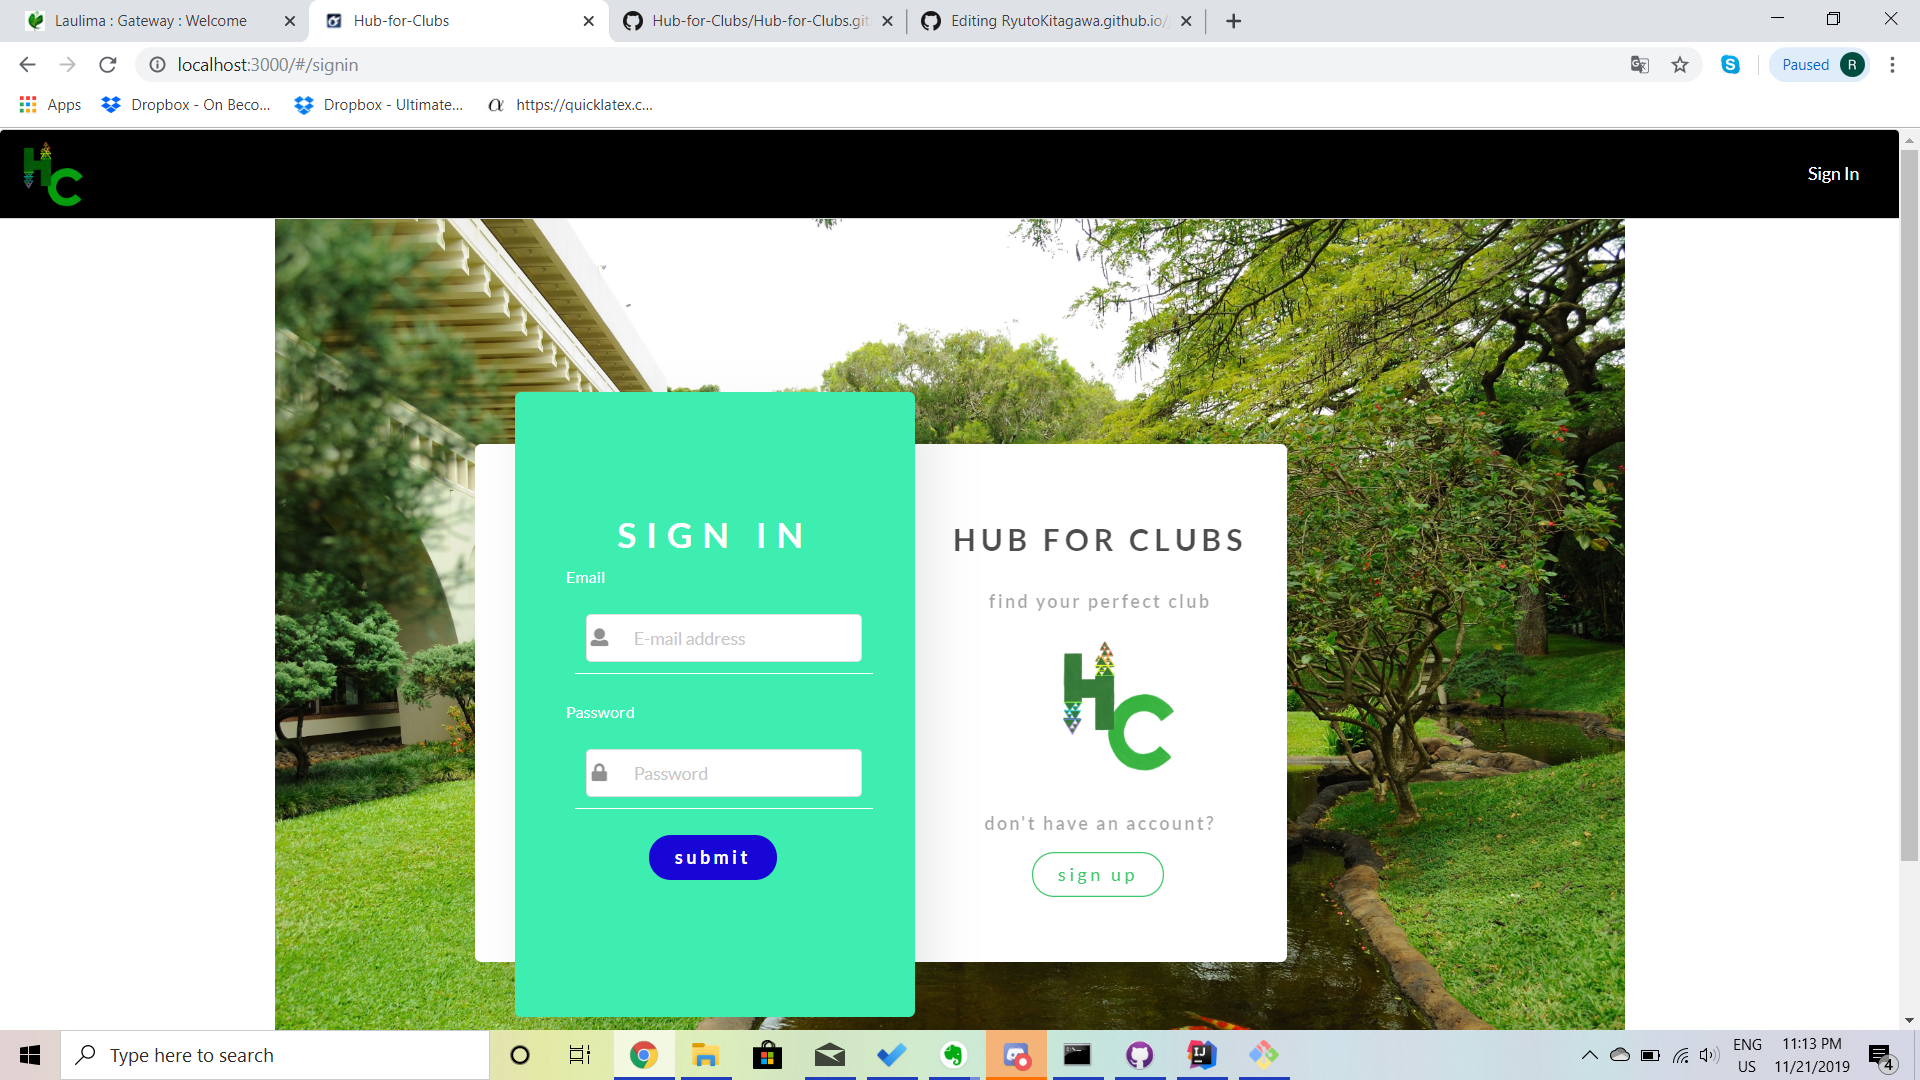 Laulima : Gateway : Welcome
Hub-for-Clubs
Hub-for-Clubs/Hub-for-Clubs.git
Editing RyutoKitagawa.github.io/
localhost:3000/#/signin
Paused R
Apps
Dropbox - On Beco...
Dropbox - Ultimate...
https://quicklatex.c...
HC
Sign In
SIGN IN
Email
E-mail address
Password
Password
submit
HUB FOR CLUBS
find your perfect club
HC
don't have an account?
sign up
Type here to search
ENG
US
11:13 PM
11/21/2019
4